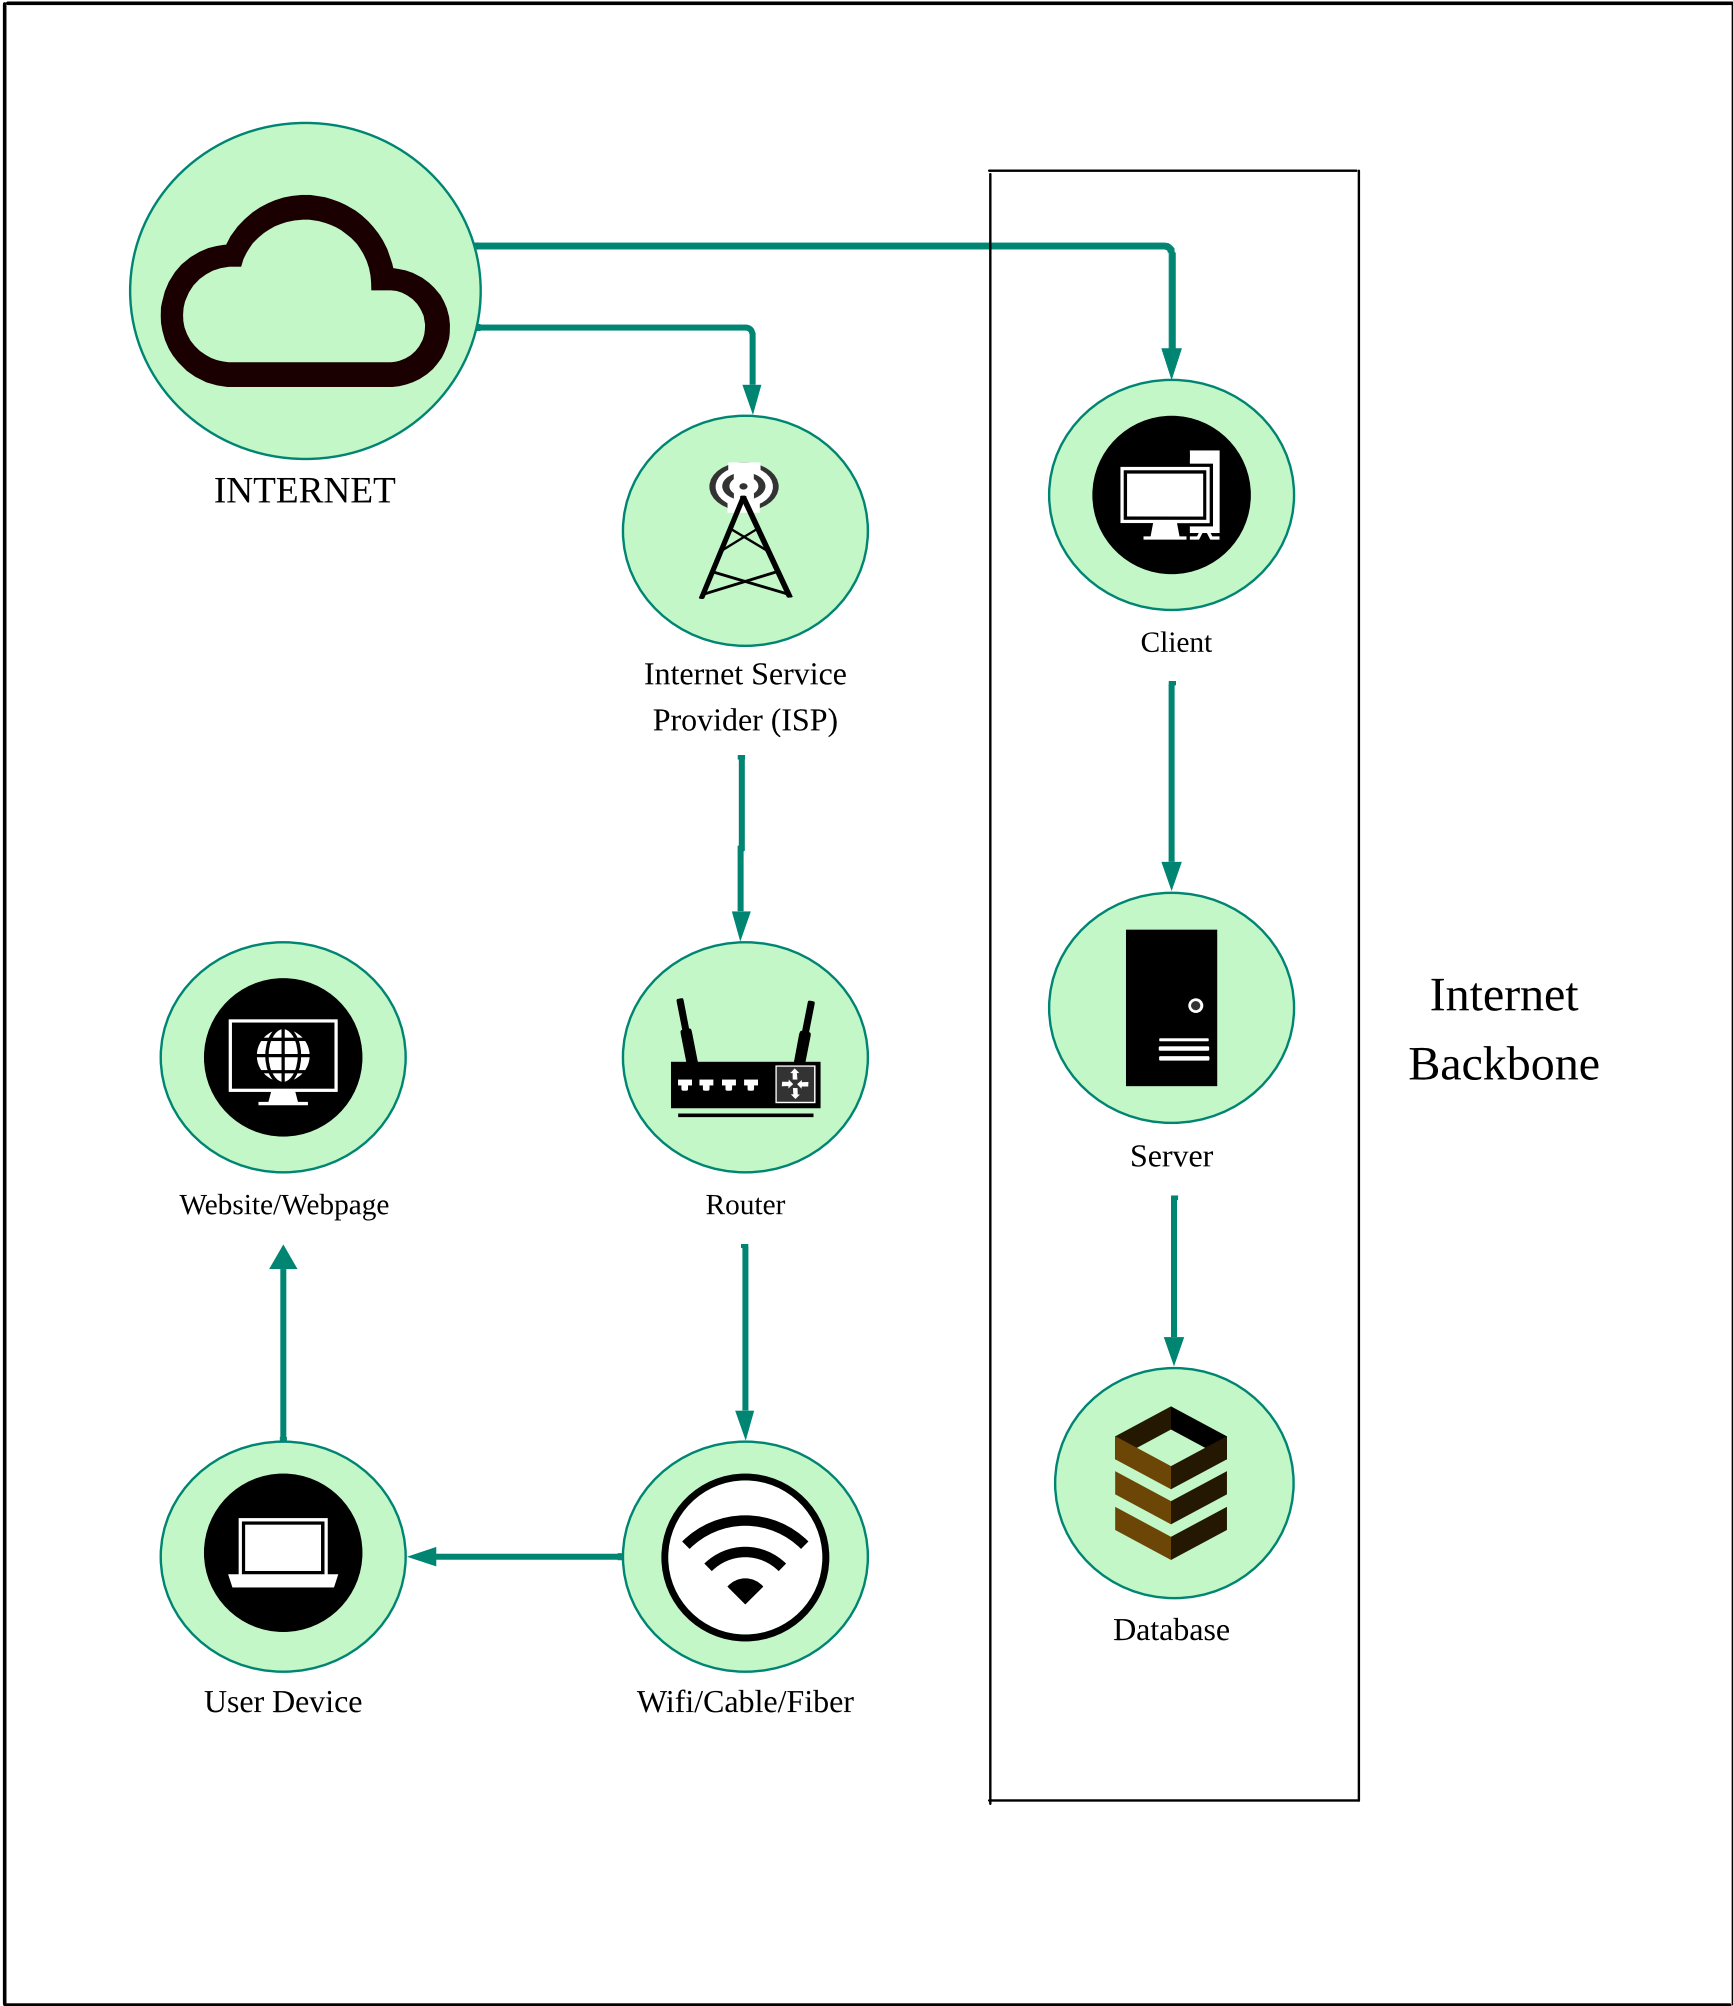 INTERNET
Internet Service
Provider (ISP)
Client
Website/Webpage
Router
Server
Internet
Backbone
User Device
Wifi/Cable/Fiber
Database